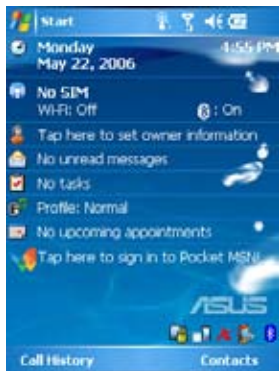 Start
Monday 4:55 PM
May 22, 2006
No SIM
Wi-Fi: Off : On
Tap here to set owner information
No unread messages
No tasks
Profile: Normal
No upcoming appointments
Tap here to sign in to Pocket MSN!
ASUS
Call History Contacts